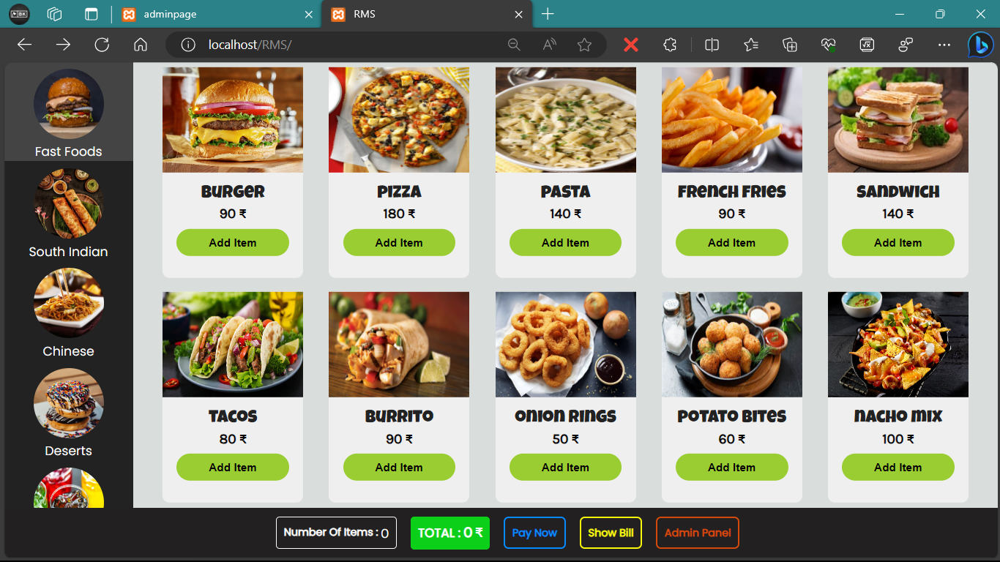 adminpage
RMS
localhost/RMS/
Fast Foods
South Indian
Chinese
Deserts
BURGER
90 ₹
Add Item
PIZZA
180 ₹
Add Item
PASTA
140 ₹
Add Item
FRENCH FRIES
90 ₹
Add Item
SANDWICH
140 ₹
Add Item
TACOS
80 ₹
Add Item
BURRITO
90 ₹
Add Item
ONION RINGS
50 ₹
Add Item
POTATO BITES
60 ₹
Add Item
NACHO MIX
100 ₹
Add Item
Number Of Items : 0
TOTAL : 0 ₹
Pay Now
Show Bill
Admin Panel